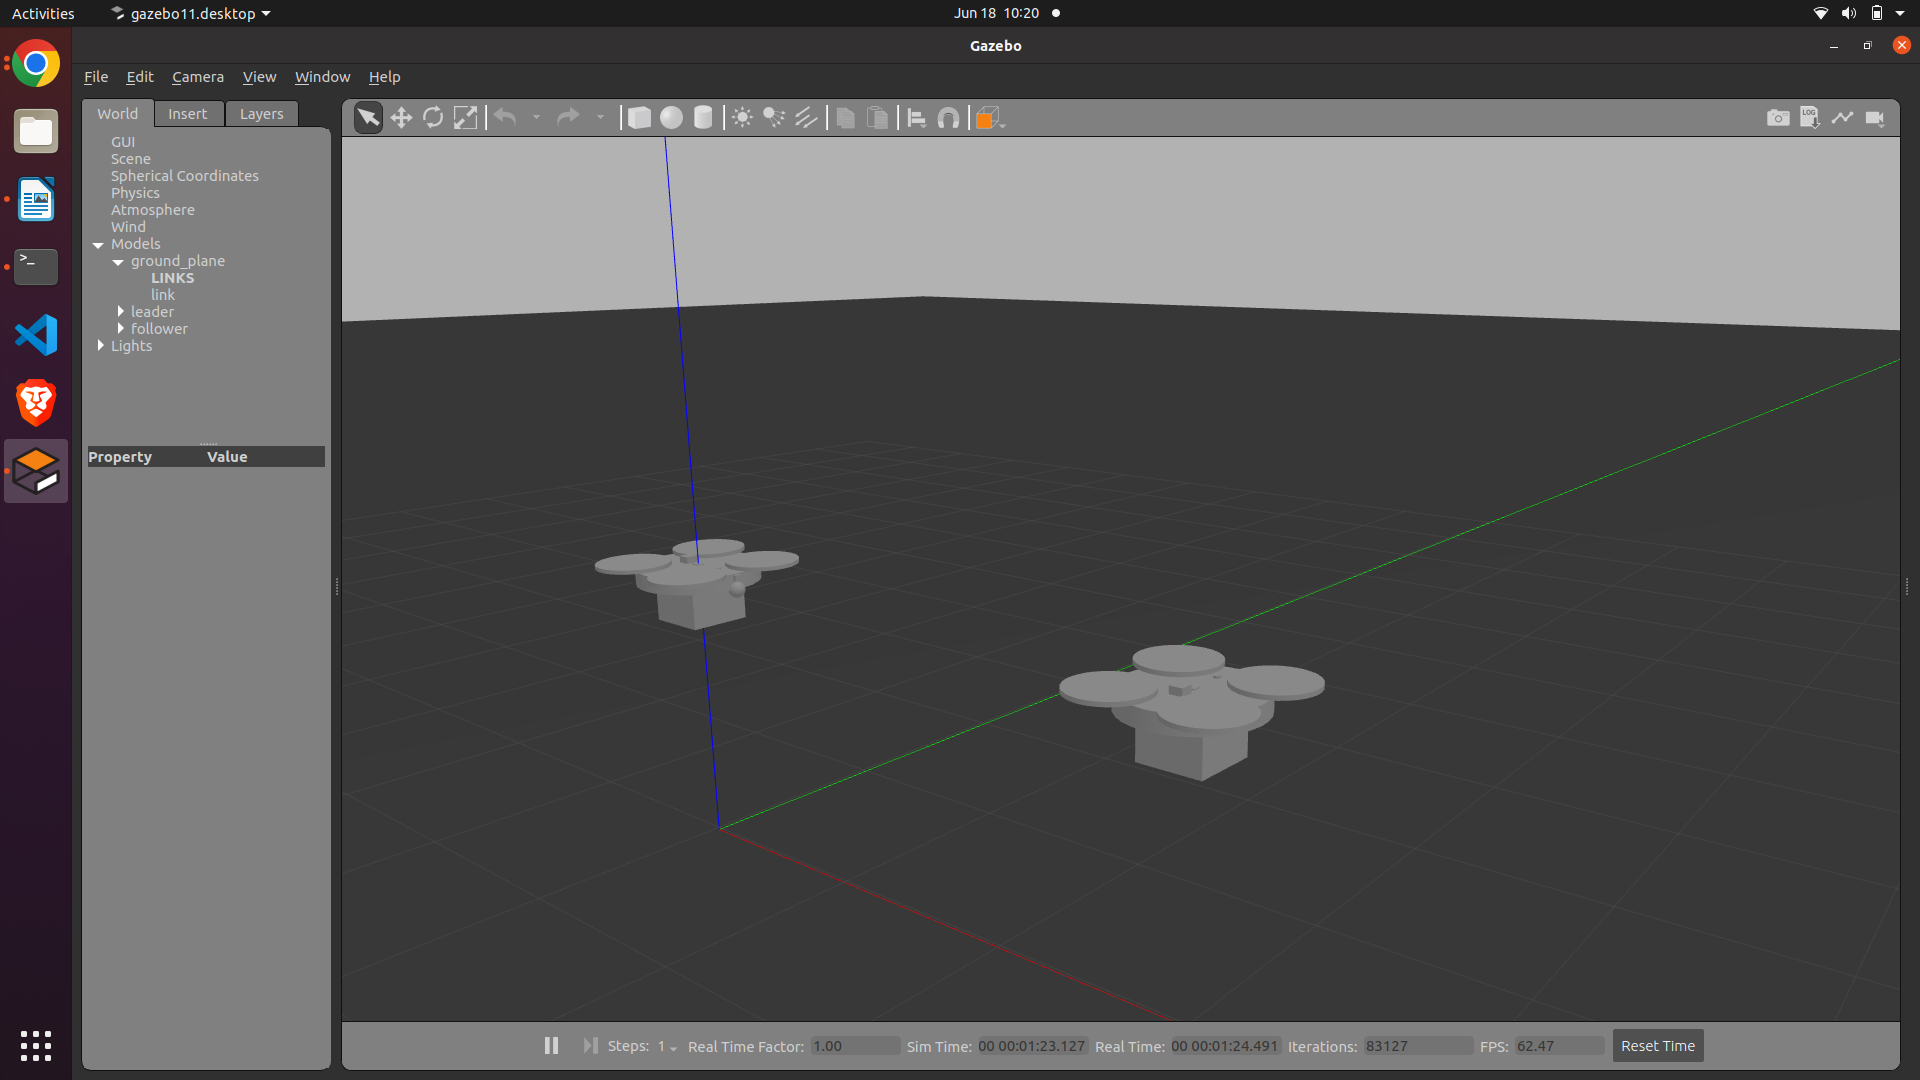 Activities gazebo11.desktop Jun 18 10:20
Gazebo
File Edit Camera View Window Help
World Insert Layers
LOG
GUI
Scene
Spherical Coordinates
Physics
Atmosphere
Wind
Models
ground_plane
LINKS
link
leader
follower
Lights
Property Value
Steps: 1 Real Time Factor: 1.00 Sim Time: 00 00:01:23.127 Real Time: 00 00:01:24.491 Iterations: 83127 FPS: 62.47 Reset Time